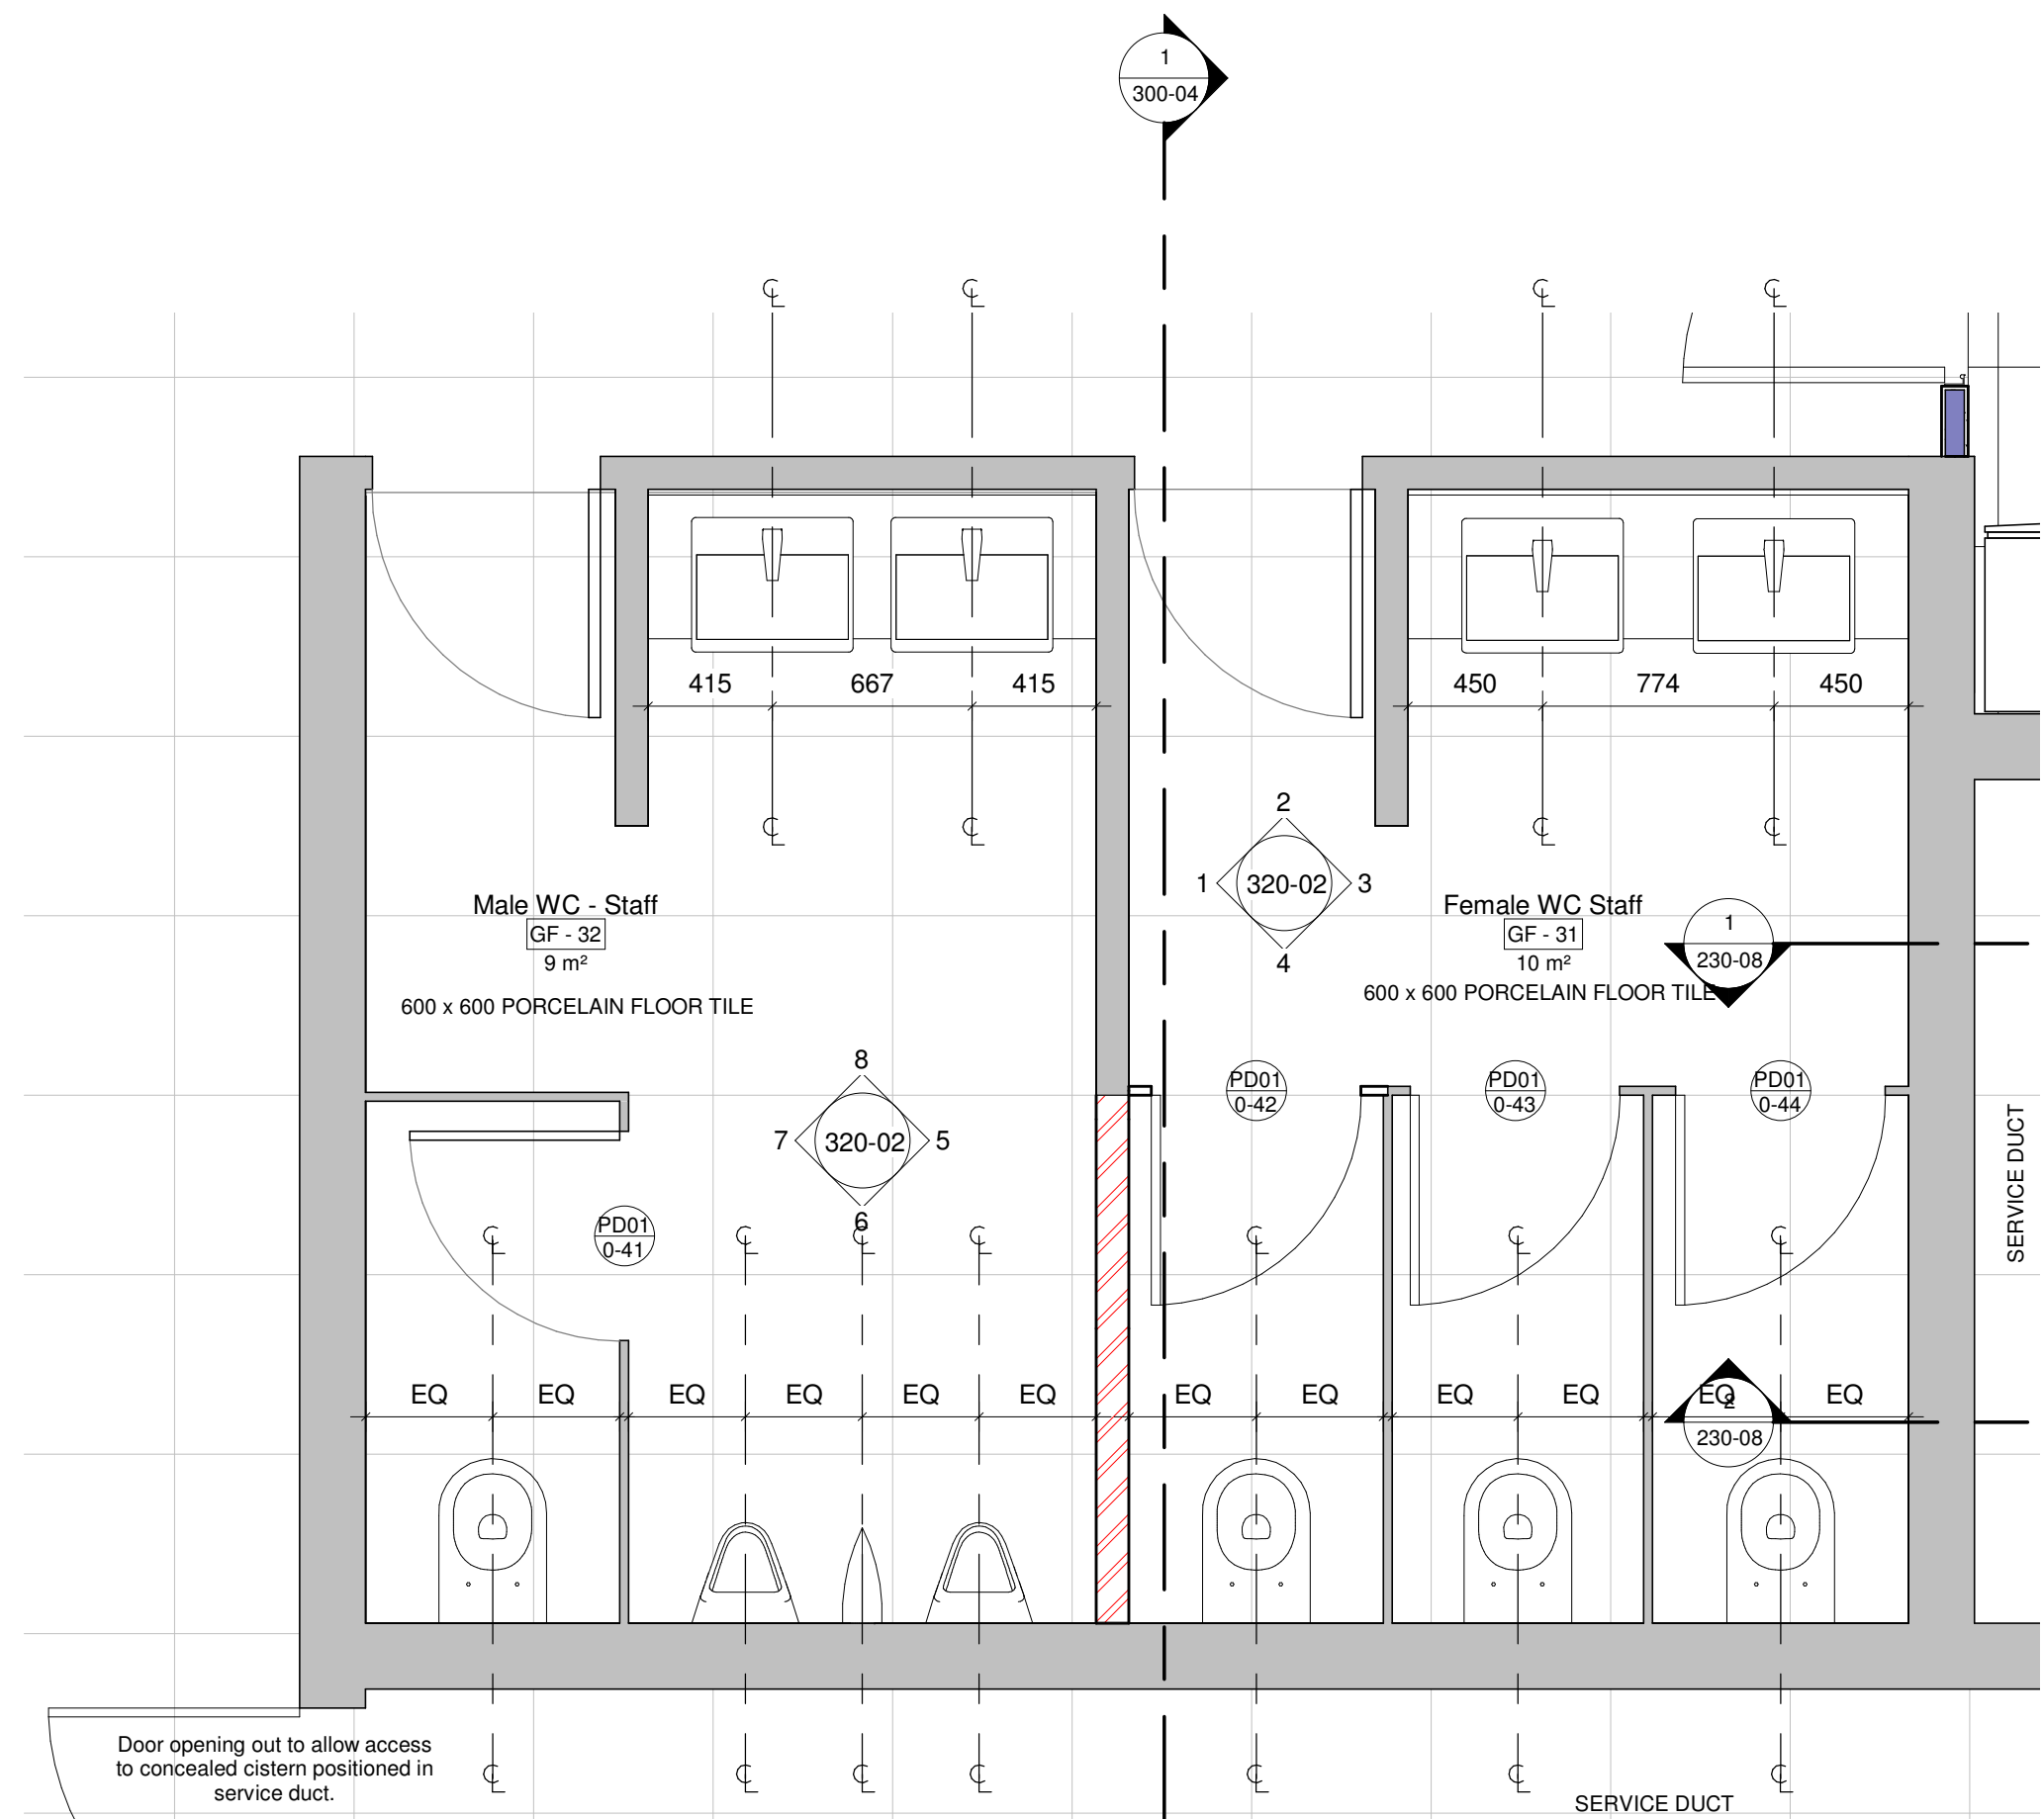 1
300-04
415
667
415
450
774
450
2
1
320-02
3
4
Male WC - Staff
GF - 32
9 m²
600 x 600 PORCELAIN FLOOR TILE
Female WC Staff
GF - 31
10 m²
600 x 600 PORCELAIN FLOOR TILE
1
230-08
8
7
320-02
5
6
PD01
0-42
PD01
0-43
PD01
0-44
PD01
0-41
SERVICE DUCT
EQ
EQ
EQ
EQ
EQ
EQ
EQ
EQ
EQ
EQ
EQ
EQ
2
230-08
Door opening out to allow access
to concealed cistern positioned in
service duct.
SERVICE DUCT